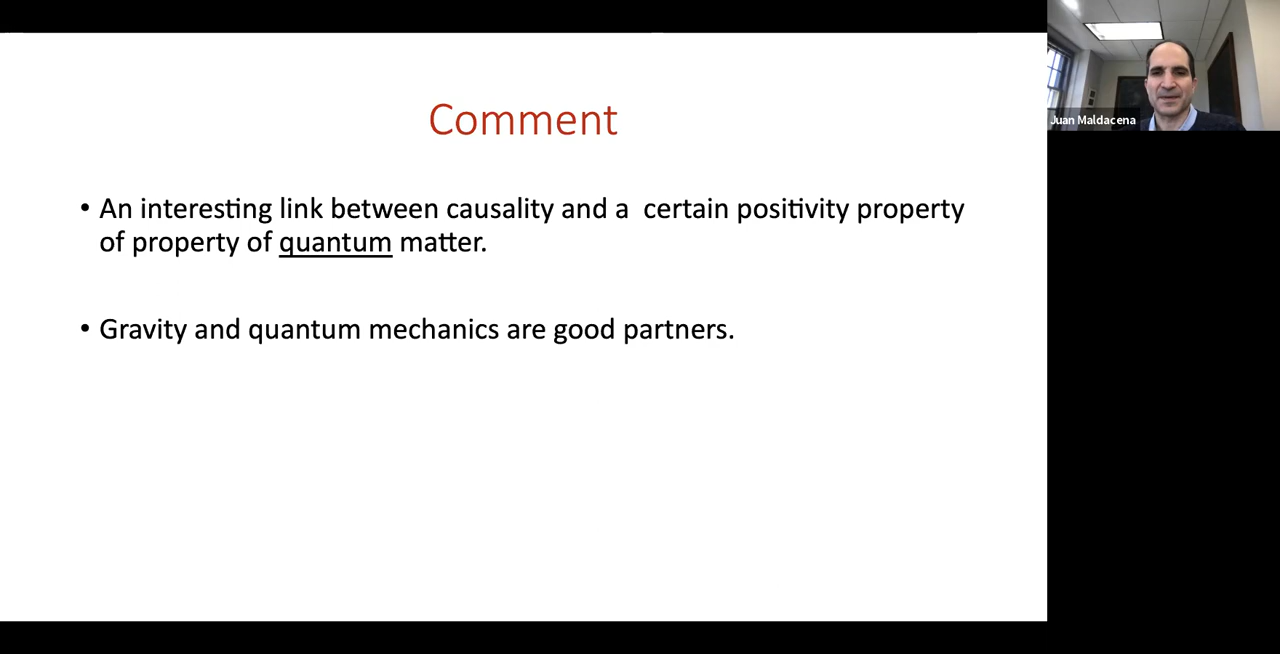 Comment
• An interesting link between causality and a  certain positivity property
of property of quantum matter.
• Gravity and quantum mechanics are good partners.
Juan Maldacena